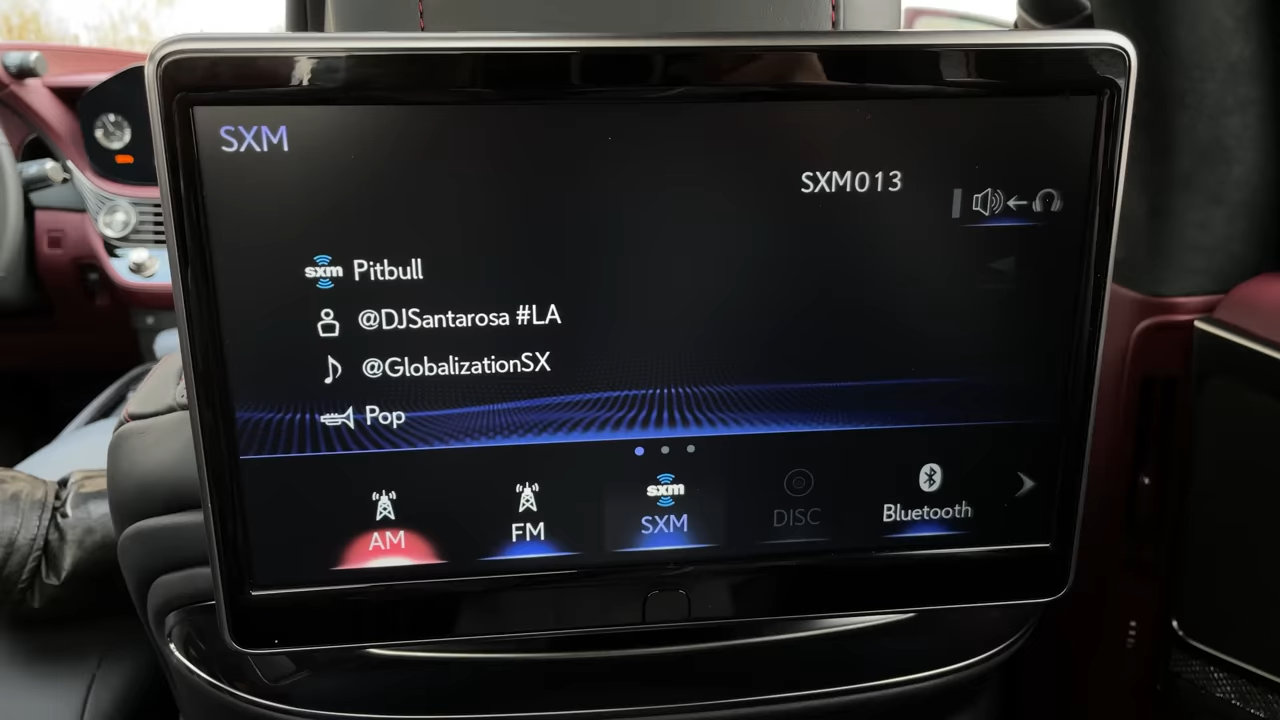 SXM
SXM013
sxm Pitbull
@DJSantarosa #LA
@GlobalizationSX
Pop
AM
FM
sxm
SXM
DISC
Bluetooth